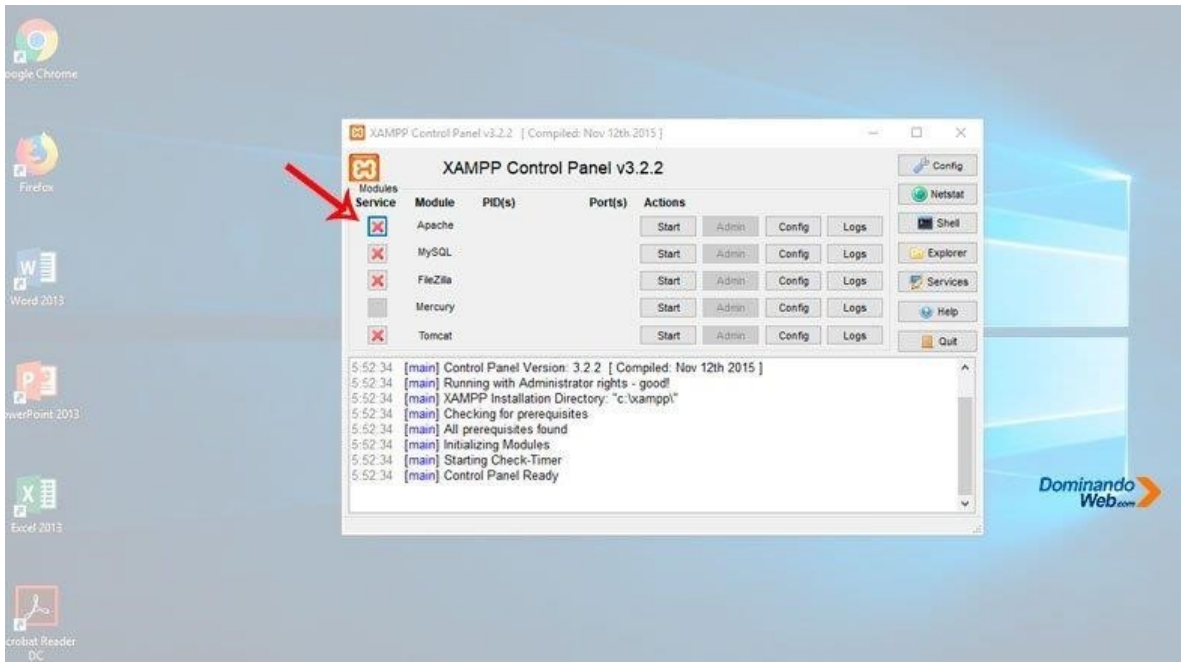 oogle Chrome
Firefox
Word 2013
owerPoint 2013
Excel 2013
crobat Reader
DC
XAMPP Control Panel v3.2.2 [ Compiled: Nov 12th 2015 ]
XAMPP Control Panel v3.2.2
Modules
Service Module PID(s) Port(s) Actions
Apache Start Admin Config Logs
MySQL Start Admin Config Logs
FileZilla Start Admin Config Logs
Mercury Start Admin Config Logs
Tomcat Start Admin Config Logs
Config
Netstat
Shell
Explorer
Services
Help
Quit
5:52:34 [main] Control Panel Version: 3.2.2 [ Compiled: Nov 12th 2015 ]
5:52:34 [main] Running with Administrator rights - good!
5:52:34 [main] XAMPP Installation Directory: "c:\xampp\"
5:52:34 [main] Checking for prerequisites
5:52:34 [main] All prerequisites found
5:52:34 [main] Initializing Modules
5:52:34 [main] Starting Check-Timer
5:52:34 [main] Control Panel Ready
Dominando
Web.com